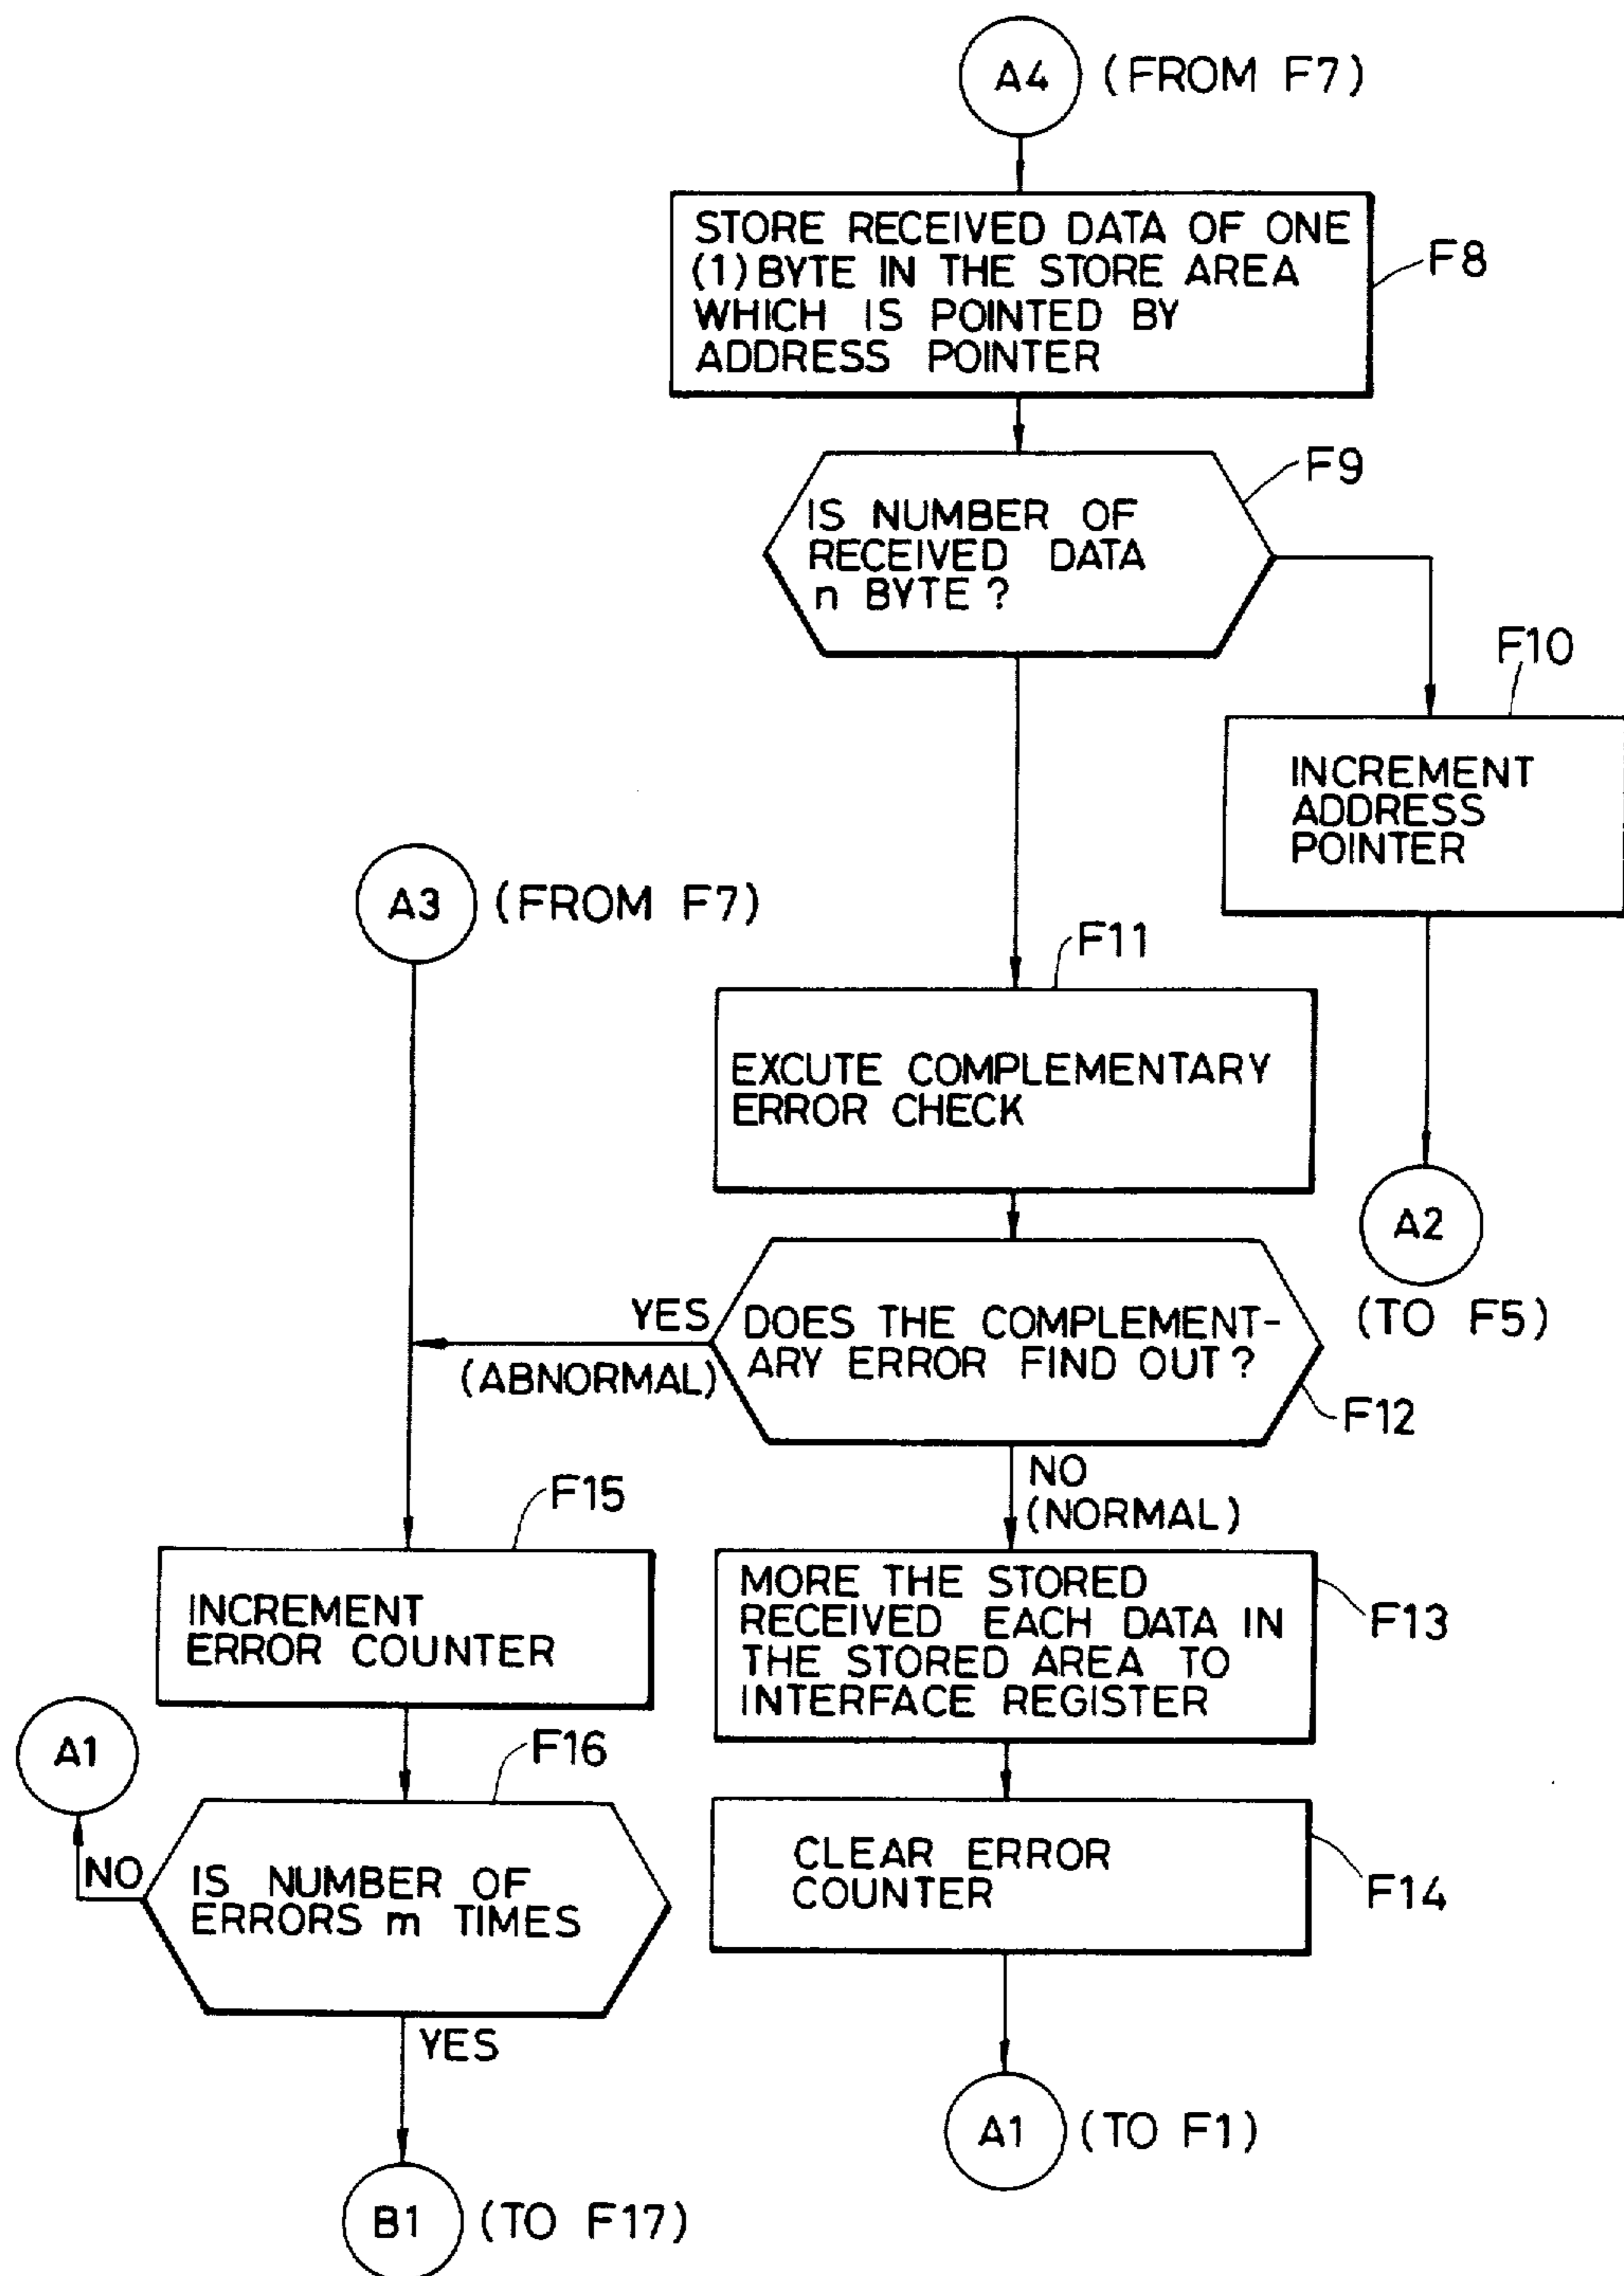 A4 (FROM F7)
STORE RECEIVED DATA OF ONE
(1) BYTE IN THE STORE AREA
WHICH IS POINTED BY
ADDRESS POINTER
F8
F9
IS NUMBER OF
RECEIVED DATA
n BYTE ?
F10
INCREMENT
ADDRESS
POINTER
A3 (FROM F7)
F11
EXCUTE COMPLEMENTARY
ERROR CHECK
A2
(TO F5)
YES
(ABNORMAL)
DOES THE COMPLEMENT-
ARY ERROR FIND OUT ?
F12
NO
(NORMAL)
F15
INCREMENT
ERROR COUNTER
MORE THE STORED
RECEIVED EACH DATA IN
THE STORED AREA TO
INTERFACE REGISTER
F13
A1
F16
NO
IS NUMBER OF
ERRORS m TIMES
CLEAR ERROR
COUNTER
F14
YES
A1 (TO F1)
B1 (TO F17)